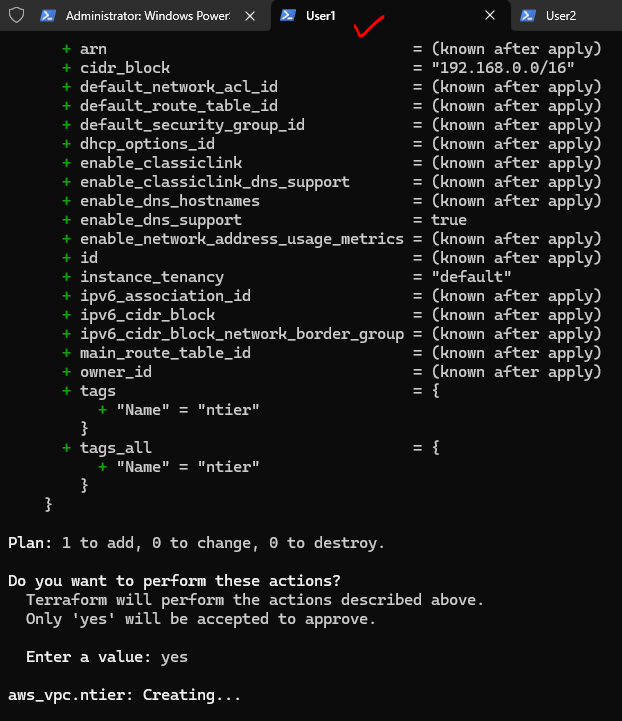 Administrator: Windows Power
User1
User2
+ arn = (known after apply)
+ cidr_block = "192.168.0.0/16"
+ default_network_acl_id = (known after apply)
+ default_route_table_id = (known after apply)
+ default_security_group_id = (known after apply)
+ dhcp_options_id = (known after apply)
+ enable_classiclink = (known after apply)
+ enable_classiclink_dns_support = (known after apply)
+ enable_dns_hostnames = (known after apply)
+ enable_dns_support = true
+ enable_network_address_usage_metrics = (known after apply)
+ id = (known after apply)
+ instance_tenancy = "default"
+ ipv6_association_id = (known after apply)
+ ipv6_cidr_block = (known after apply)
+ ipv6_cidr_block_network_border_group = (known after apply)
+ main_route_table_id = (known after apply)
+ owner_id = (known after apply)
+ tags = {
+ "Name" = "ntier"
}
+ tags_all = {
+ "Name" = "ntier"
}
}
Plan: 1 to add, 0 to change, 0 to destroy.
Do you want to perform these actions?
Terraform will perform the actions described above.
Only 'yes' will be accepted to approve.
Enter a value: yes
aws_vpc.ntier: Creating...